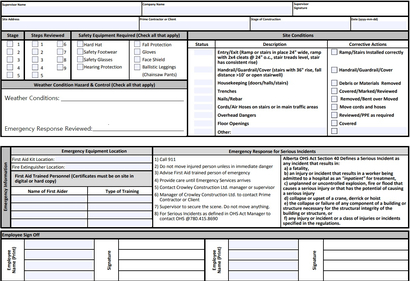 Supervisor Name
Company Name
Supervisor Signature
Site Address
Prime Contractor or Client
Stage of Construction
Date (yyyy-mm-dd)
Stage
Steps Reviewed
Safety Equipment Required (Check all that apply)
Site Conditions
1 1 6 Hard Hat Fall Protection
2 2 7 Safety Footwear Gloves
3 3 8 Safety Glasses Face Shield
4 4 9 Hearing Protection Ballistic Leggings
5 5 (Chainsaw Pants)
Weather Condition Hazard & Control (Check all that apply)
Weather Conditions:
Emergency Response Reviewed:
Status
Description
Corrective Actions
Entry/Exit (Ramp or stairs in place 24" wide, ramp with 2x4 cleats @ 24" o.c., stair treads level, stair has consistent rise)
Ramp/Stairs Installed correctly
Handrail/Guardrail/Cover (stairs with 36" rise, fall distance >10' or open stairwell)
Handrail/Guardrail/Cover
Housekeeping (doors/halls/stairs)
Debris or Materials Removed
Trenches
Covered/Marked/Reviewed
Nails/Rebar
Removed/Bent over Moved
Cords/Air Hoses on stairs or in main traffic areas
Move cords and hoses
Overhead Dangers
Reviewed/PPE as required
Floor Openings
Covered
Other:
Emergency Information
Emergency Equipment Location
First Aid Kit Location:
Fire Extinguisher Location:
First Aid Trained Personnel (Certificates must be on site in digital or hard copy)
Name of First Aider
Type of Training
Emergency Response for Serious Incidents
1) Call 911
2) Do not move injured person unless in immediate danger
3) Advise First Aid trained person of emergency
4) Provide care until Emergency Services arrives
5) Contact Crowley Construction Ltd. manager or supervisor
6) Manager of Crowley Construction Ltd. to contact Prime Contractor or Client
7) Supervisor to secure the scene. Do not move anything.
8) For Serious Incidents as defined in OHS Act Manager to contact OHS @780.415.8690
Alberta OHS Act Section 40 Defines a Serious Incident as any incident that results in:
a) a fatality,
b) an injury or incident that results in a worker being admitted to a hospital as an "inpatient" for treatment,
c) unplanned or uncontrolled explosion, fire or flood that causes a serious injury or that has the potential of causing a serious injury
d) collapse or upset of a crane, derrick or hoist
e) the collapse or failure of any component of a building or structure necessary for the structural integrity of the building or structure, or
f) any injury or incident or a class of injuries or incidents specified in the regulations.
Employee Sign Off
Employee Name (Print)
Signature
Employee Name (Print)
Signature
Employee Name (Print)
Signature